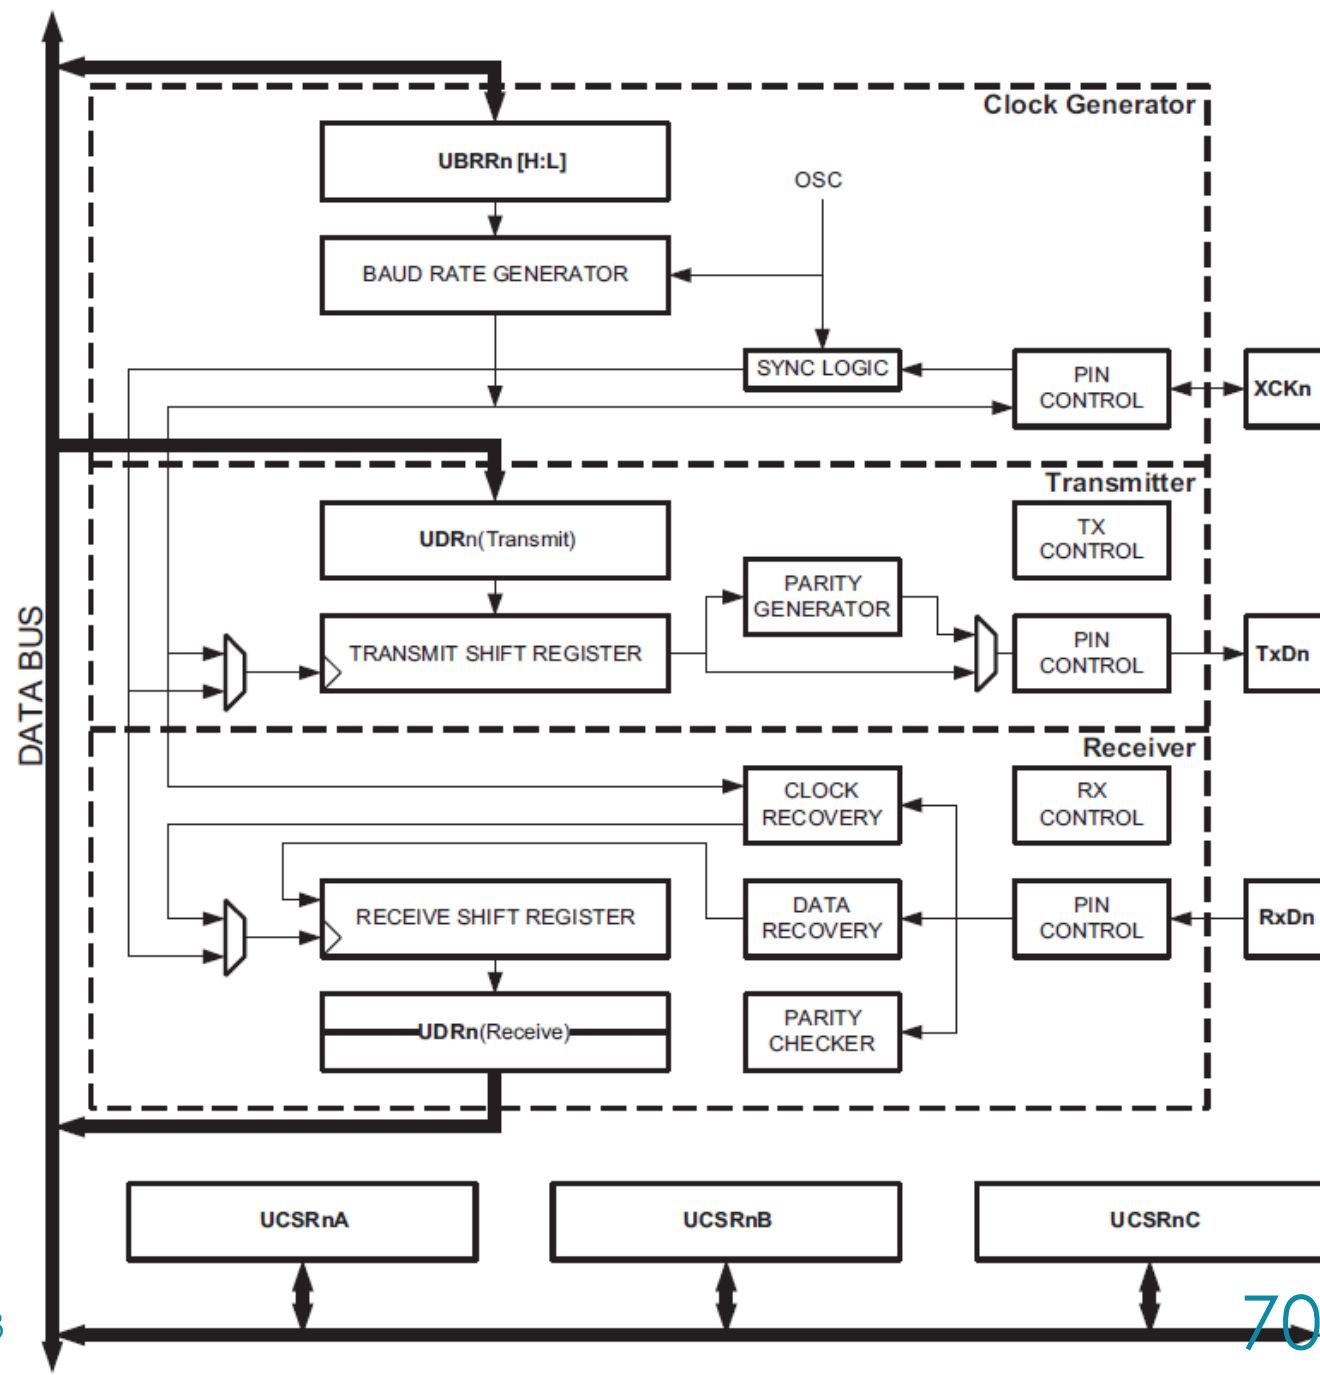 Clock Generator
UBRRn [H:L]
OSC
BAUD RATE GENERATOR
SYNC LOGIC
PIN
CONTROL
XCKn
Transmitter
UDRn(Transmit)
TX
CONTROL
PARITY
GENERATOR
TRANSMIT SHIFT REGISTER
PIN
CONTROL
TxDn
DATA BUS
Receiver
CLOCK
RECOVERY
RX
CONTROL
RECEIVE SHIFT REGISTER
DATA
RECOVERY
PIN
CONTROL
RxDn
UDRn(Receive)
PARITY
CHECKER
UCSRnA
UCSRnB
UCSRnC
70